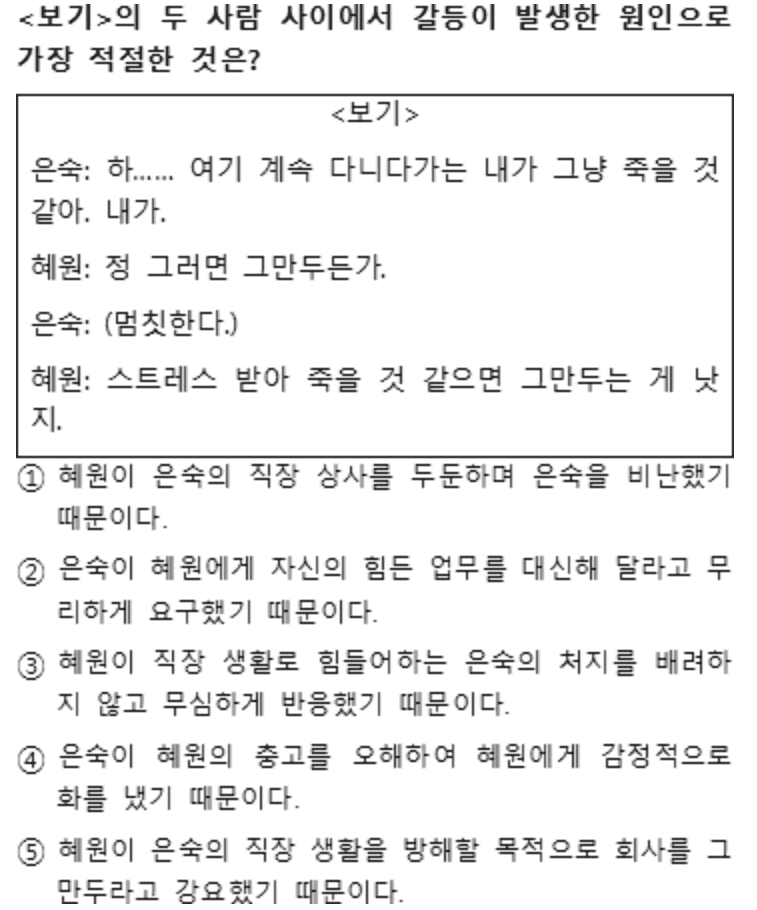 <보기>의 두 사람 사이에서 갈등이 발생한 원인으로
가장 적절한 것은?
<보기>
은숙: 하…… 여기 계속 다니다가는 내가 그냥 죽을 것
같아. 내가.
혜원: 정 그러면 그만두든가.
은숙: (멈칫한다.)
혜원: 스트레스 받아 죽을 것 같으면 그만두는 게 낫
지.
① 혜원이 은숙의 직장 상사를 두둔하며 은숙을 비난했기
때문이다.
② 은숙이 혜원에게 자신의 힘든 업무를 대신해 달라고 무
리하게 요구했기 때문이다.
③ 혜원이 직장 생활로 힘들어하는 은숙의 처지를 배려하
지 않고 무심하게 반응했기 때문이다.
④ 은숙이 혜원의 충고를 오해하여 혜원에게 감정적으로
화를 냈기 때문이다.
⑤ 혜원이 은숙의 직장 생활을 방해할 목적으로 회사를 그
만두라고 강요했기 때문이다.